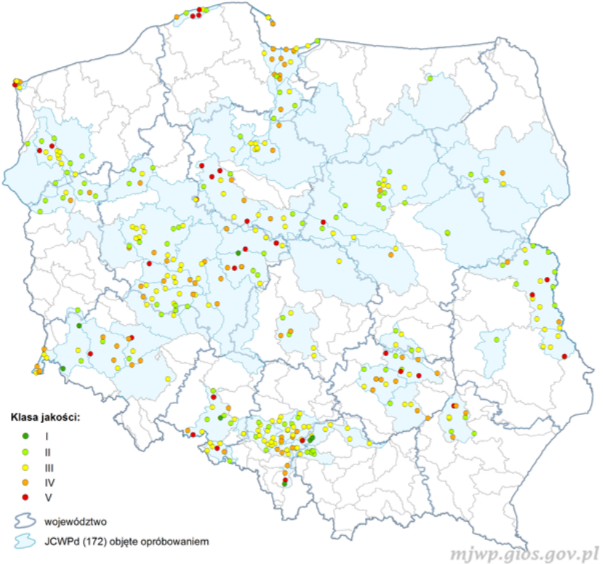 Klasa jakości:
I
II
III
IV
V
województwo
JCWPd (172) objęte opróbowaniem
mjwp.gios.gov.pl